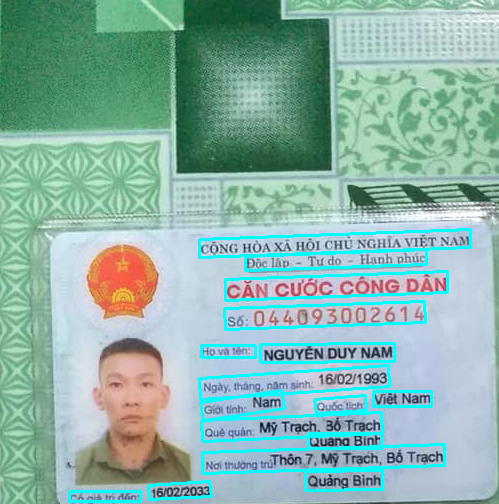 CỘNG HÒA XÃ HỘI CHỦ NGHĨA VIỆT NAM
Độc lập - Tự do - Hạnh phúc
CĂN CƯỚC CÔNG DÂN
Số: 044093002614
Họ và tên: NGUYỄN DUY NAM
Ngày, tháng, năm sinh: 16/02/1993
Giới tính: Nam Quốc tịch: Việt Nam
Quê quán: Mỹ Trạch, Bố Trạch
Quảng Bình
Nơi thường trú: Thôn 7, Mỹ Trạch, Bố Trạch
Quảng Bình
Có giá trị đến: 16/02/2033